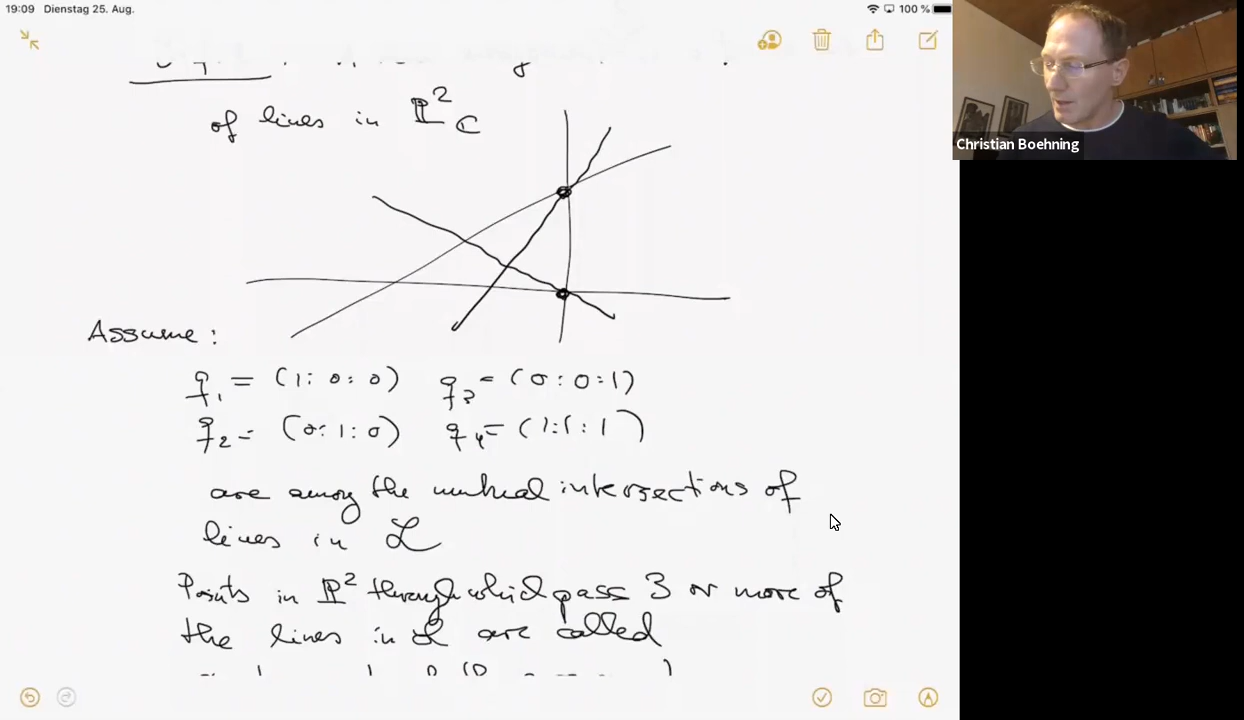 19:09 Dienstag 25. Aug.
100 %
of lines in ℙ²_ℂ
Assume:
q₁ = (1:0:0) q₃ = (0:0:1)
q₂ = (0:1:0) q₄ = (1:1:1)
are among the mutual intersections of
lines in ℒ
Points in ℙ² through which pass 3 or more of
the lines in ℒ are called
Christian Boehning